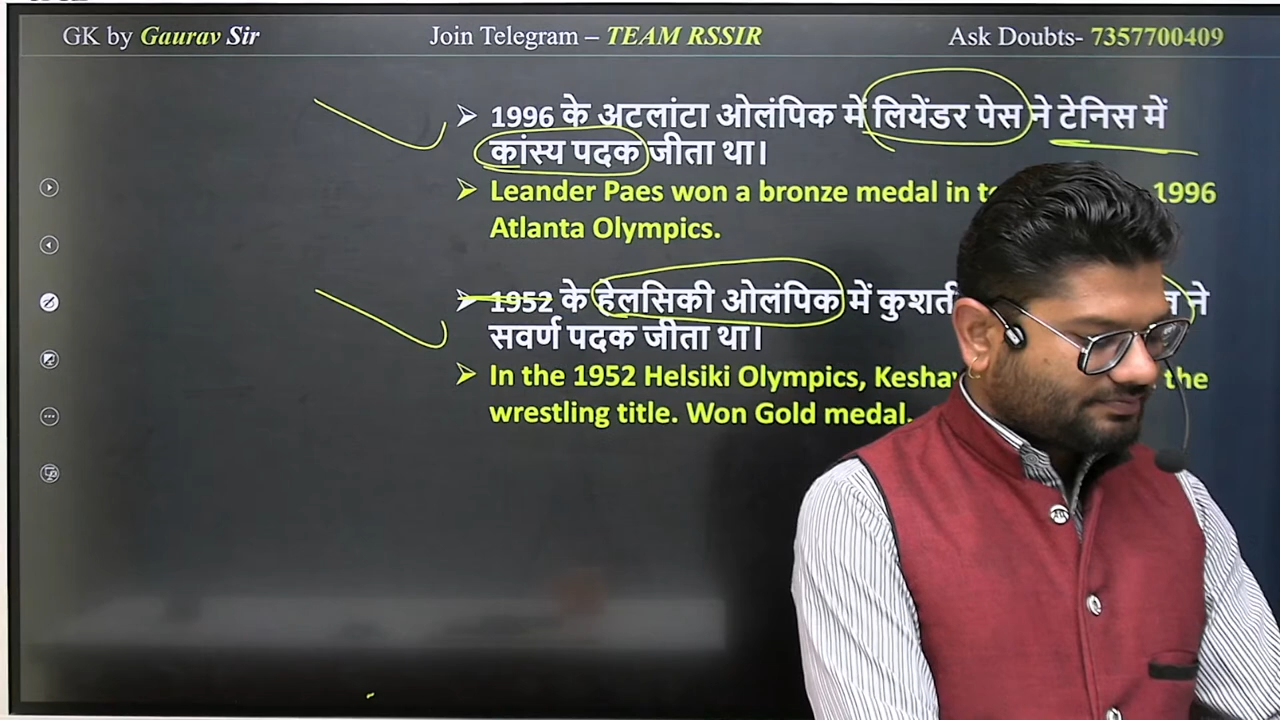 GK by Gaurav Sir
Join Telegram – TEAM RSSIR
Ask Doubts- 7357700409
1996 के अटलांटा ओलंपिक में लियेंडर पेस ने टेनिस में
कांस्य पदक जीता था।
Leander Paes won a bronze medal in 1996
Atlanta Olympics.
1952 के हेलसिकी ओलंपिक में कुशती ने
सवर्ण पदक जीता था।
In the 1952 Helsiki Olympics, the
wrestling title. Won Gold medal.